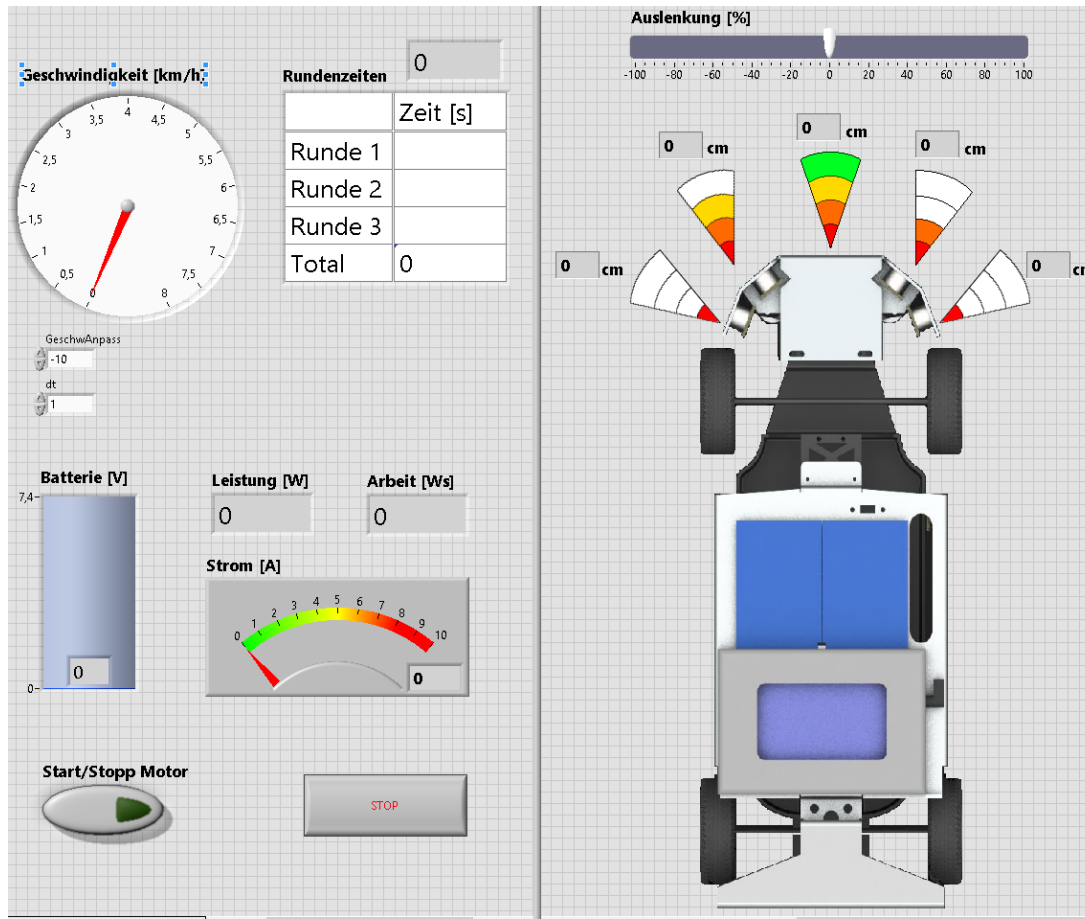 Auslenkung [%]
-100 -80 -60 -40 -20 0 20 40 60 80 100
0
Geschwindigkeit [km/h]
Rundenzeiten
0 0,5 1 1,5 2 2,5 3 3,5 4 4,5 5 5,5 6 6,5 7 7,5 8
Zeit [s]
Runde 1
Runde 2
Runde 3
Total 0
GeschwAnpass
-10
dt
1
0 cm
0 cm
0 cm
0 cm
0 cm
Batterie [V]
7,4
0
0
Leistung [W]
0
Arbeit [Ws]
0
Strom [A]
0 1 2 3 4 5 6 7 8 9 10
0
Start/Stopp Motor
STOP